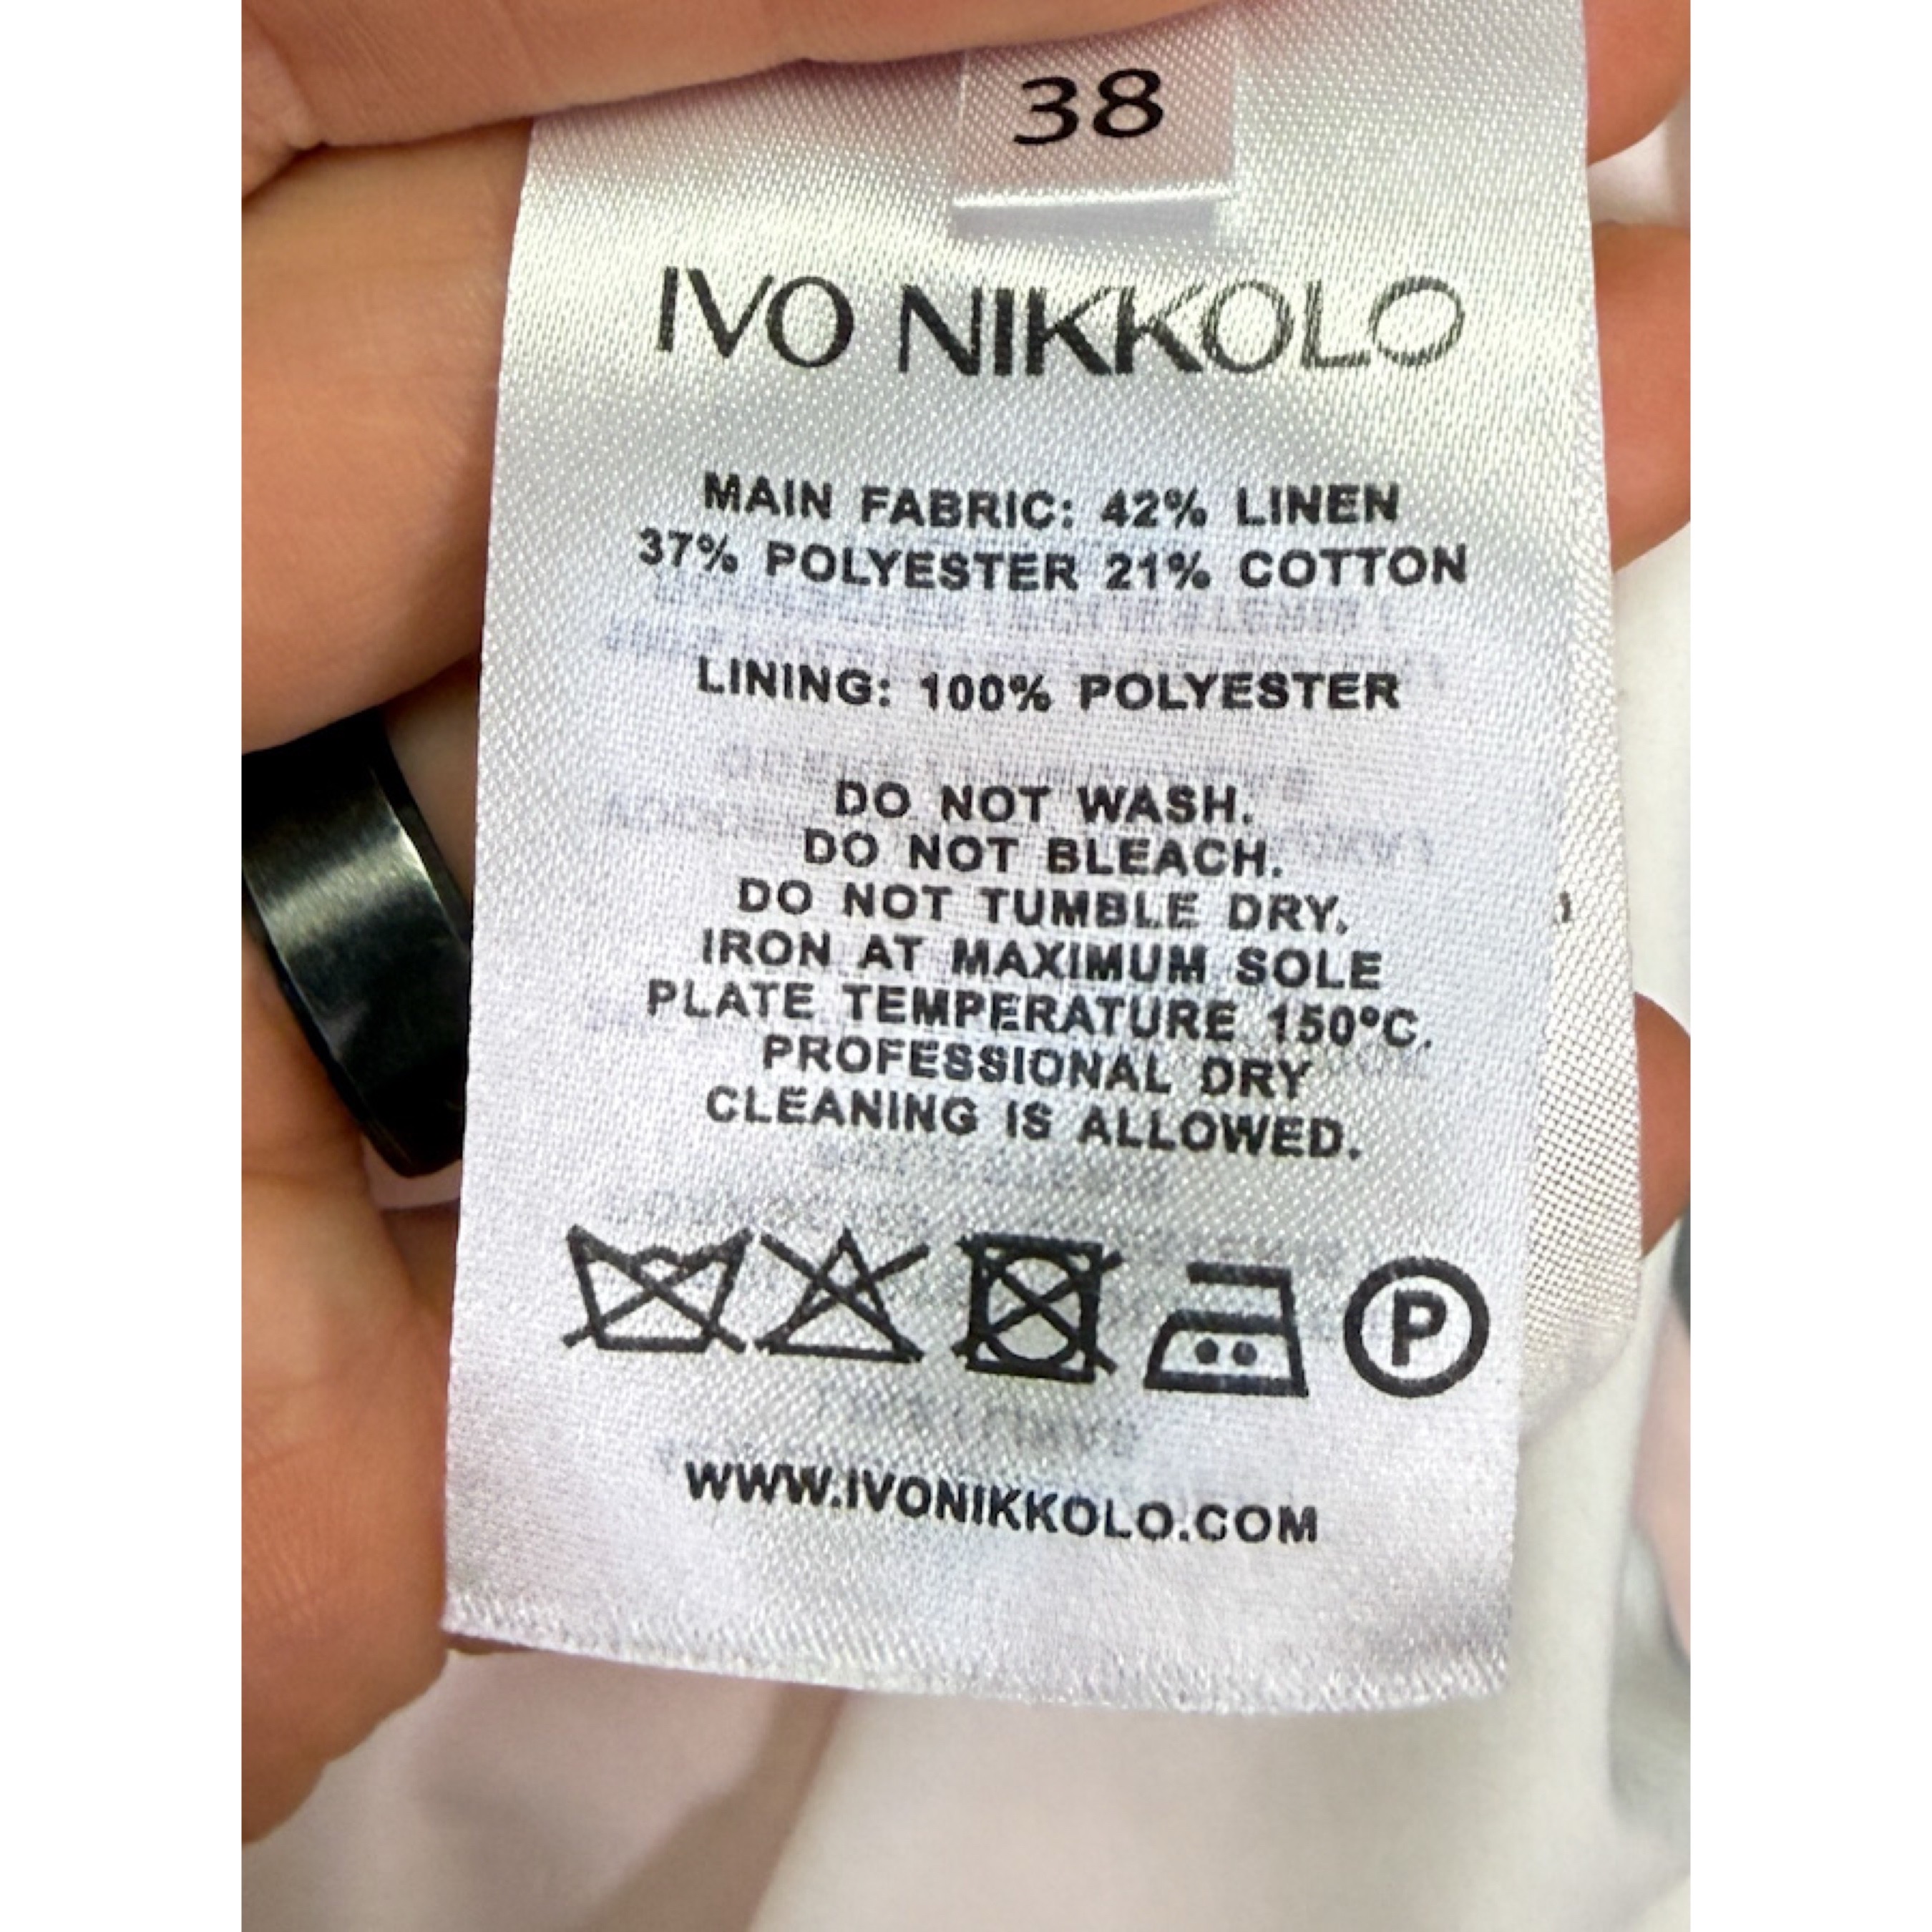 38
IVO NIKKOLO
MAIN FABRIC: 42% LINEN
37% POLYESTER 21% COTTON
LINING: 100% POLYESTER
DO NOT WASH.
DO NOT BLEACH.
DO NOT TUMBLE DRY.
IRON AT MAXIMUM SOLE
PLATE TEMPERATURE 150°C.
PROFESSIONAL DRY
CLEANING IS ALLOWED.
P
WWW.IVONIKKOLO.COM